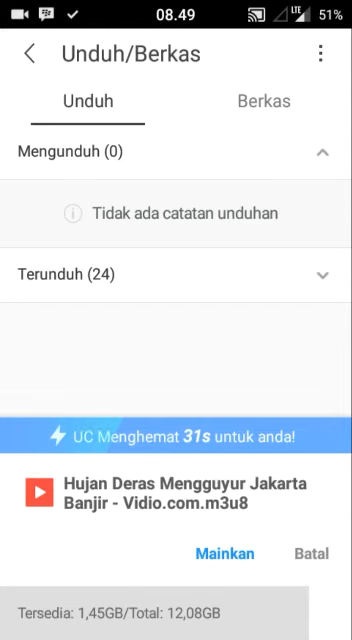 08.49
LTE
51%
Unduh/Berkas
Unduh
Berkas
Mengunduh (0)
Tidak ada catatan unduhan
Terunduh (24)
UC Menghemat 31s untuk anda!
Hujan Deras Mengguyur Jakarta
Banjir - Vidio.com.m3u8
Mainkan
Batal
Tersedia: 1,45GB/Total: 12,08GB